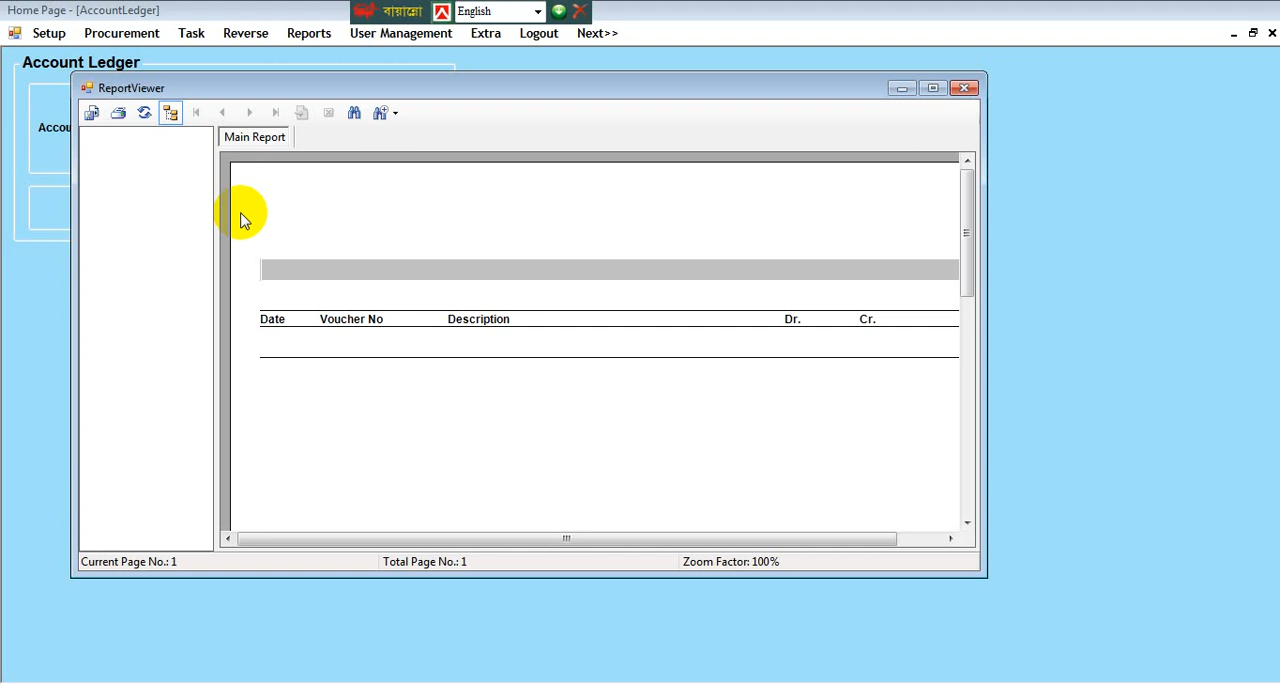 Home Page - [AccountLedger]
বায়ান্নো English
Setup Procurement Task Reverse Reports User Management Extra Logout Next>>
Account Ledger
ReportViewer
Main Report
Date Voucher No Description Dr. Cr.
Current Page No.: 1 Total Page No.: 1 Zoom Factor: 100%